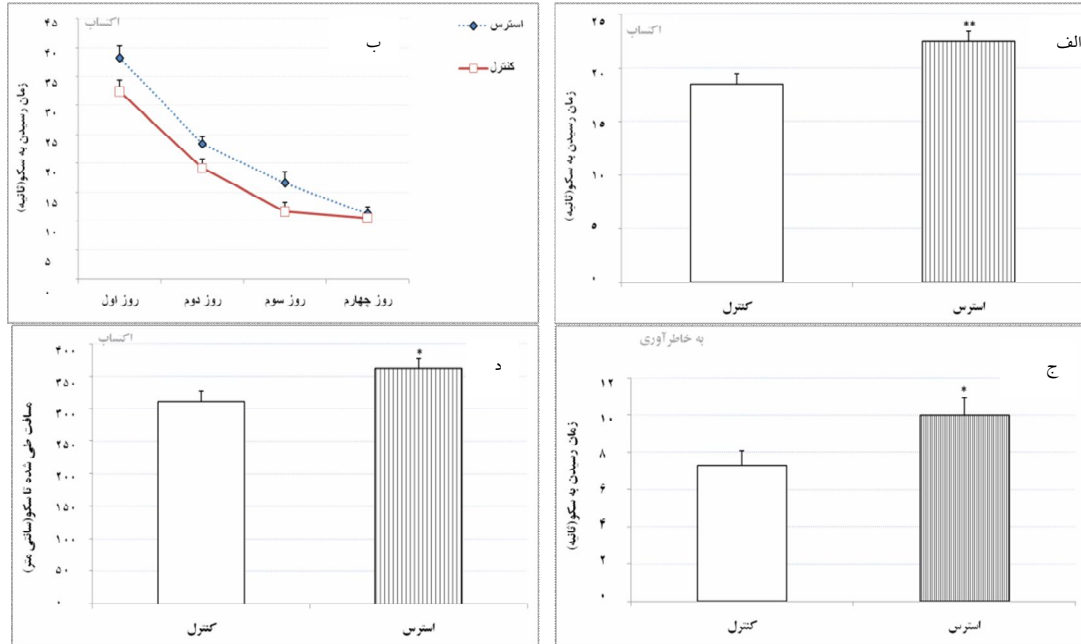 اکتساب
الف
**
زمان رسیدن به سکو(ثانیه)
۲۵
۲۰
۱۵
۱۰
۵
۰
کنترل
استرس
اکتساب
ب
استرس
کنترل
زمان رسیدن به سکو(ثانیه)
۴۵
۴۰
۳۵
۳۰
۲۵
۲۰
۱۵
۱۰
۵
۰
روز اول
روز دوم
روز سوم
روز چهارم
به خاطرآوری
ج
*
زمان رسیدن به سکو(ثانیه)
۱۲
۱۰
۸
۶
۴
۲
۰
کنترل
استرس
اکتساب
د
*
مسافت طی شده تا سکو(سانتی متر)
۴۰۰
۳۵۰
۳۰۰
۲۵۰
۲۰۰
۱۵۰
۱۰۰
۵۰
۰
کنترل
استرس